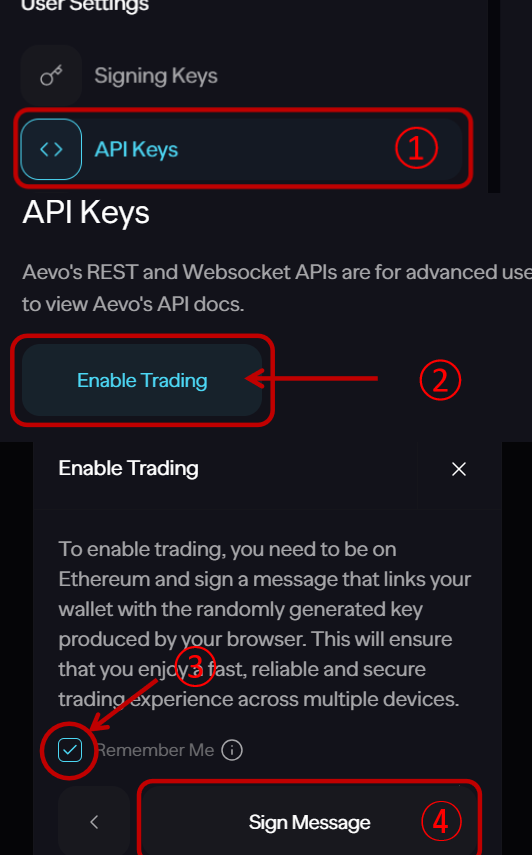 User Settings
Signing Keys
API Keys
①
API Keys
Aevo's REST and Websocket APIs are for advanced use
to view Aevo's API docs.
Enable Trading
②
Enable Trading
To enable trading, you need to be on
Ethereum and sign a message that links your
wallet with the randomly generated key
produced by your browser. This will ensure
that you enjoy a fast, reliable and secure
③
trading experience across multiple devices.
Remember Me
Sign Message
④